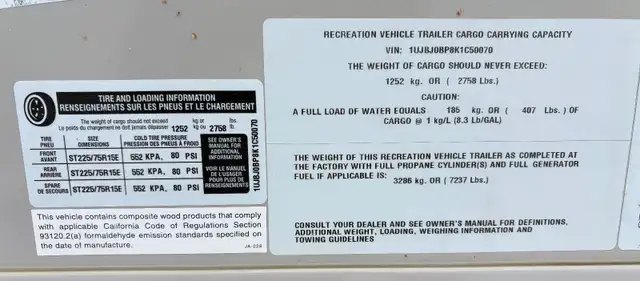 TIRE AND LOADING INFORMATION
RENSEIGNEMENTS SUR LES PNEUS ET LE CHARGEMENT
The weight of cargo should never exceed 1252 kg or 2758 lbs.
Le poids du chargement ne doit jamais dépasser kg ou lb.
TIRE SIZE COLD TIRE PRESSURE
PNEU DIMENSIONS PRESSION DES PNEUS À FROID
FRONT
AVANT ST225/75R15E 552 KPA, 80 PSI
REAR
ARRIÈRE ST225/75R15E 552 KPA, 80 PSI
SPARE
DE SECOURS ST225/75R15E 552 KPA, 80 PSI
SEE OWNER'S
MANUAL FOR
ADDITIONAL
INFORMATION
VOIR LE MANUEL
DE L'USAGER
POUR PLUS DE
RENSEIGNEMENTS
1UJBJ0BP8K1C50070
This vehicle contains composite wood products that comply
with applicable California Code of Regulations Section
93120.2(a) formaldehyde emission standards specified on
the date of manufacture.
JA-228
RECREATION VEHICLE TRAILER CARGO CARRYING CAPACITY
VIN: 1UJBJ0BP8K1C50070
THE WEIGHT OF CARGO SHOULD NEVER EXCEED:
1252 kg. OR ( 2758 Lbs.)
CAUTION:
A FULL LOAD OF WATER EQUALS 185 kg. OR ( 407 Lbs.) OF
CARGO @ 1 kg/L (8.3 Lb/GAL)
THE WEIGHT OF THIS RECREATION VEHICLE TRAILER AS COMPLETED AT
THE FACTORY WITH FULL PROPANE CYLINDER(S) AND FULL GENERATOR
FUEL IF APPLICABLE IS:
3286 kg. OR ( 7237 Lbs.)
CONSULT YOUR DEALER AND SEE OWNER'S MANUAL FOR DEFINITIONS,
ADDITIONAL WEIGHT, LOADING, WEIGHING INFORMATION AND
TOWING GUIDELINES